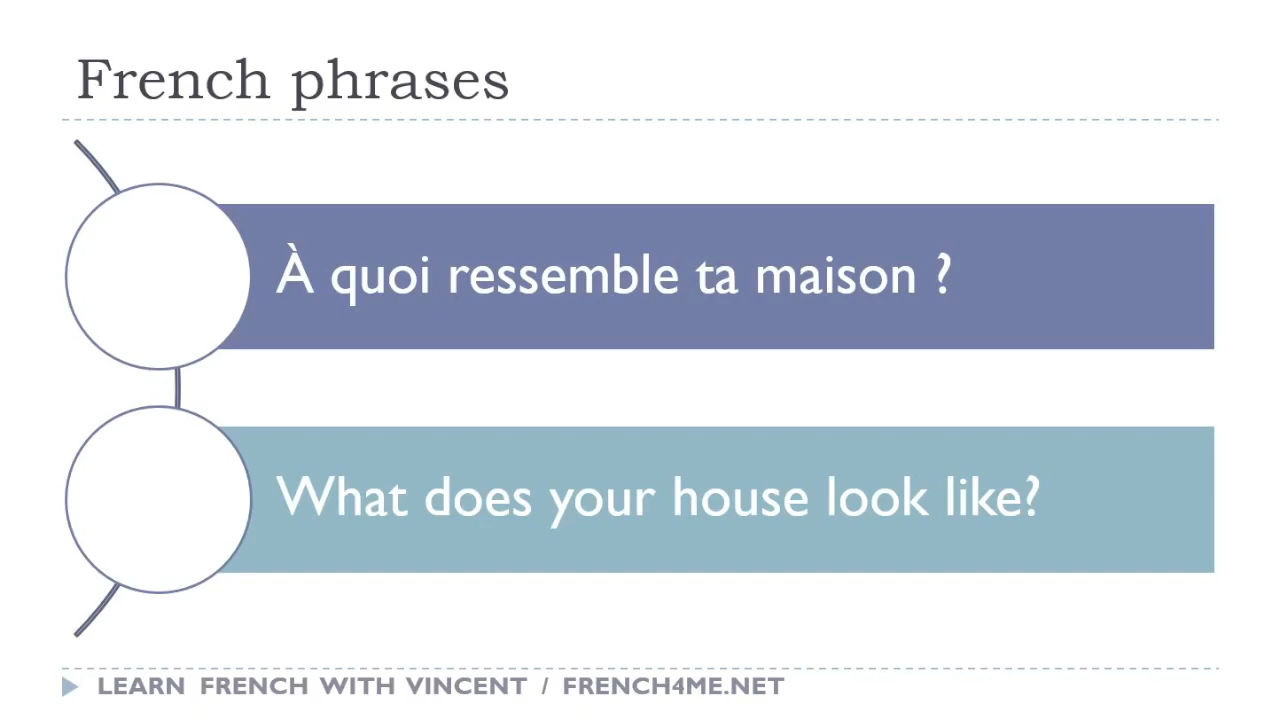 French phrases
À quoi ressemble ta maison ?
What does your house look like?
LEARN FRENCH WITH VINCENT / FRENCH4ME.NET